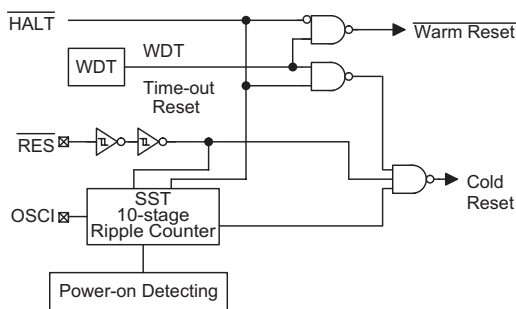 HALT
WDT
Warm Reset
WDT
Time-out
Reset
RES
Cold
Reset
OSCI
SST
10-stage
Ripple Counter
Power-on Detecting